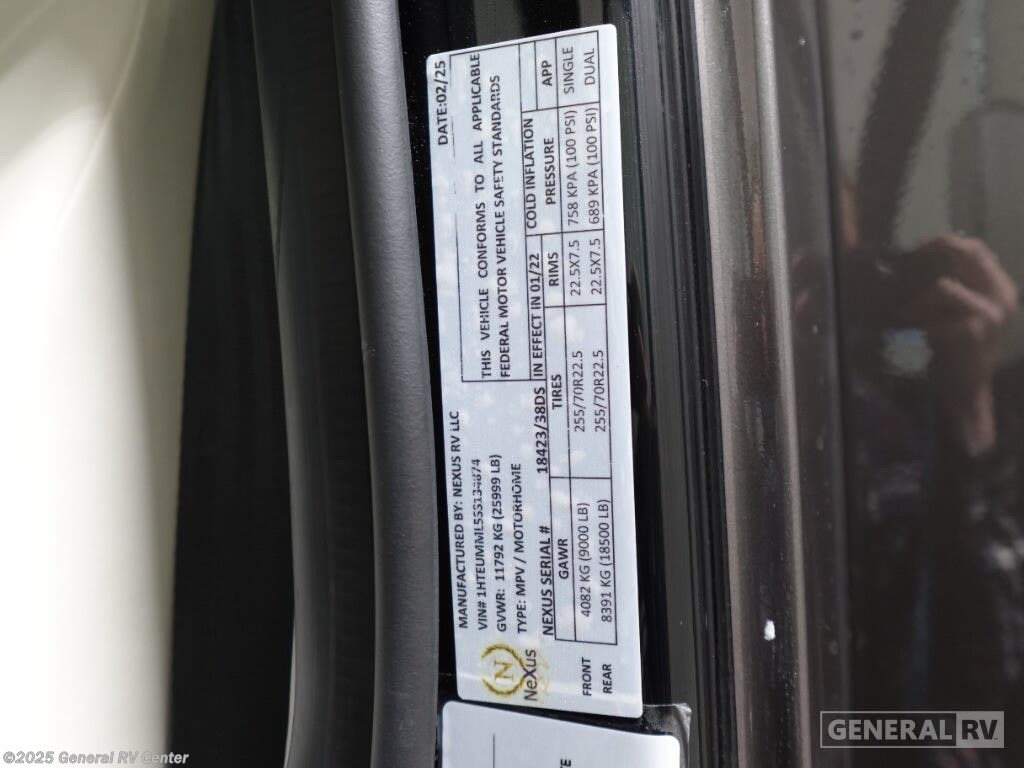 MANUFACTURED BY: NEXUS RV LLC
DATE:02/25
VIN# 1HTEUMML5S3134874
GVWR: 11792 KG (25999 LB)
TYPE: MPV / MOTORHOME
THIS VEHICLE CONFORMS TO ALL APPLICABLE
FEDERAL MOTOR VEHICLE SAFETY STANDARDS
IN EFFECT IN 01/22
N
NeXus
NEXUS SERIAL # 18423/38DS
GAWR TIRES RIMS COLD INFLATION PRESSURE APP
FRONT 4082 KG (9000 LB) 255/70R22.5 22.5X7.5 758 KPA (100 PSI) SINGLE
REAR 8391 KG (18500 LB) 255/70R22.5 22.5X7.5 689 KPA (100 PSI) DUAL
GENERAL RV
©2025 General RV Center